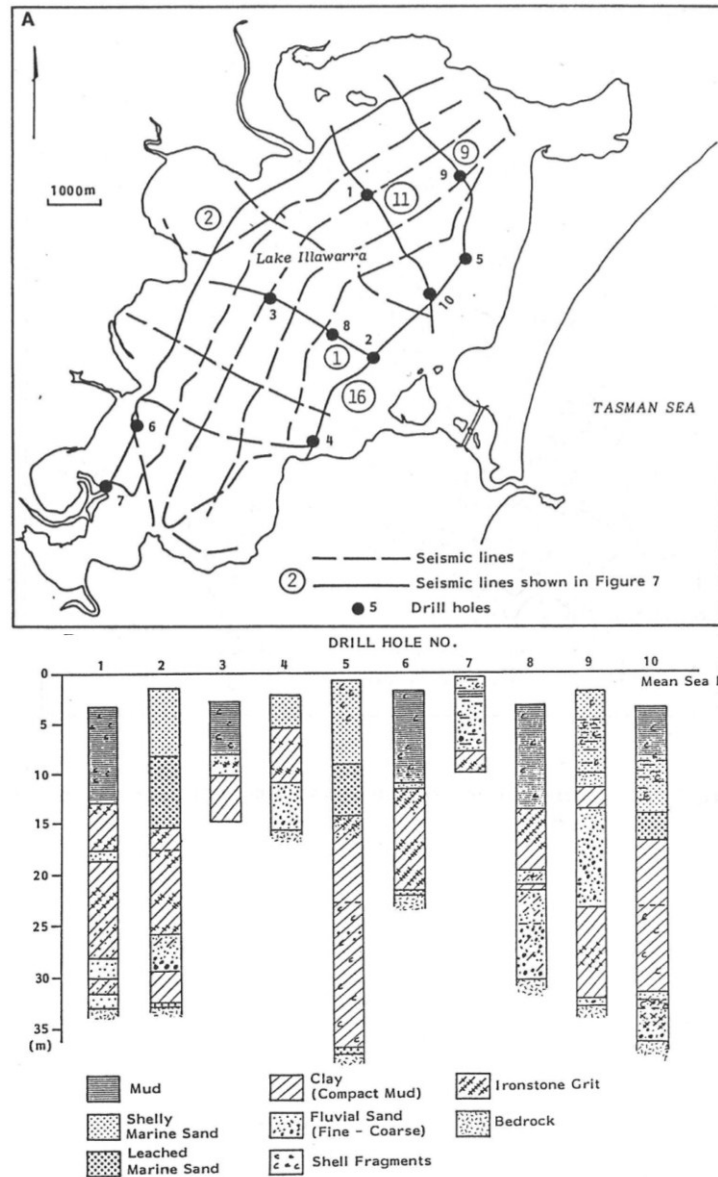 A
1000m
2
9
9
1
11
Lake Illawarra
5
10
3
8
2
1
16
TASMAN SEA
6
4
7
Seismic lines
2 Seismic lines shown in Figure 7
5 Drill holes
DRILL HOLE NO.
1 2 3 4 5 6 7 8 9 10
0
Mean Sea
5
10
15
20
25
30
35
(m)
Mud
Clay
(Compact Mud)
Ironstone Grit
Shelly
Marine Sand
Fluvial Sand
(Fine - Coarse)
Bedrock
Leached
Marine Sand
Shell Fragments